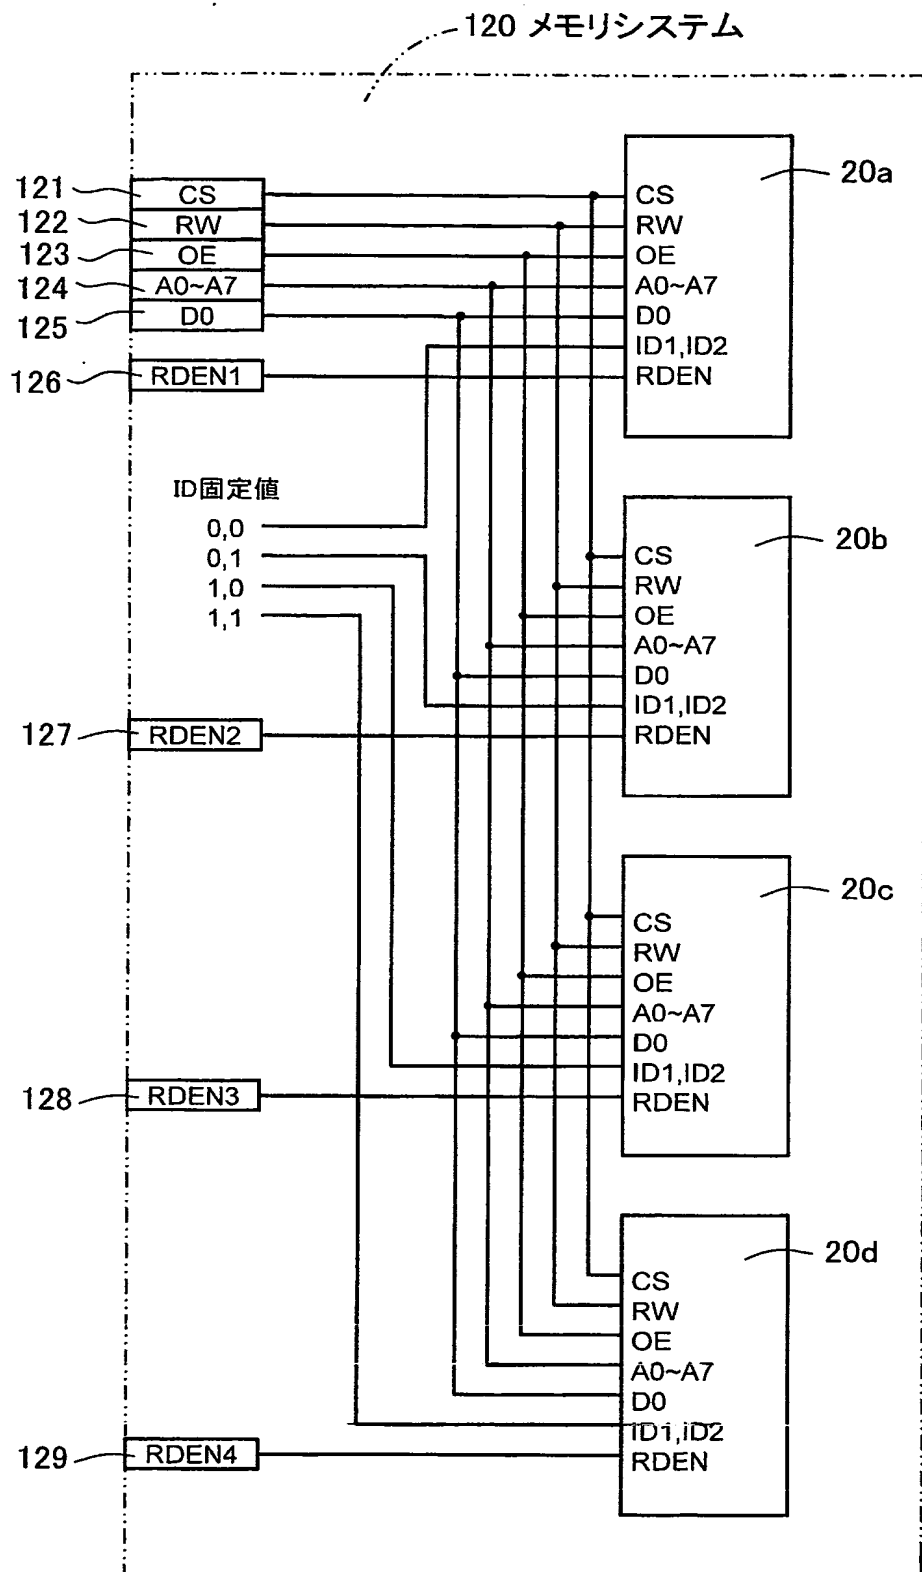 120 メモリシステム
121
CS
122
RW
123
OE
124
A0~A7
125
D0
126
RDEN1
20a
CS
RW
OE
A0~A7
D0
ID1,ID2
RDEN
ID固定値
0,0
0,1
1,0
1,1
20b
CS
RW
OE
A0~A7
D0
ID1,ID2
RDEN
127
RDEN2
20c
CS
RW
OE
A0~A7
D0
ID1,ID2
RDEN
128
RDEN3
20d
CS
RW
OE
A0~A7
D0
ID1,ID2
RDEN
129
RDEN4